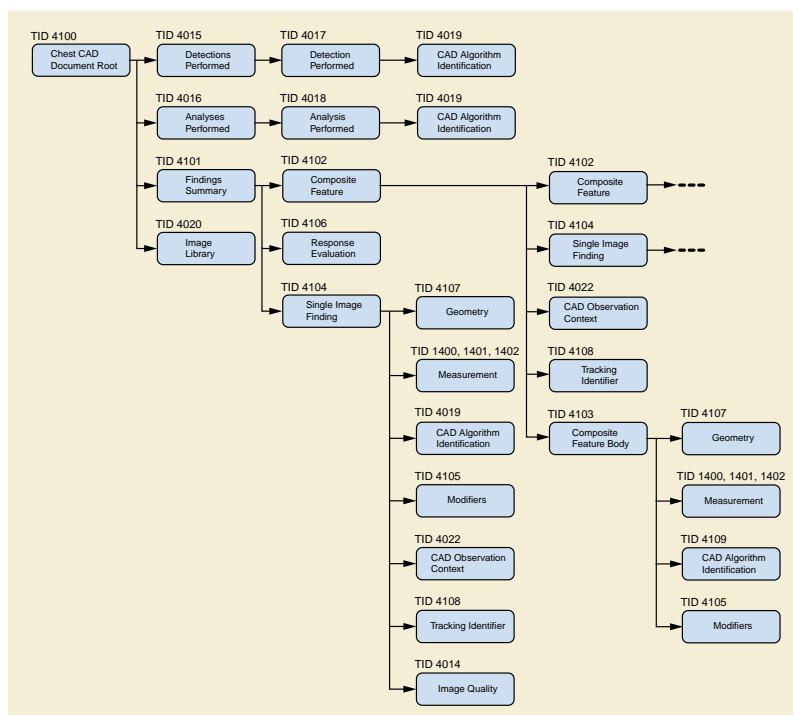 TID 4100
Chest CAD
Document Root
TID 4015
Detections
Performed
TID 4017
Detection
Performed
TID 4019
CAD Algorithm
Identification
TID 4016
Analyses
Performed
TID 4018
Analysis
Performed
TID 4019
CAD Algorithm
Identification
TID 4101
Findings
Summary
TID 4102
Composite
Feature
TID 4102
Composite
Feature
TID 4020
Image
Library
TID 4106
Response
Evaluation
TID 4104
Single Image
Finding
TID 4104
Single Image
Finding
TID 4107
Geometry
TID 4022
CAD Observation
Context
TID 1400, 1401, 1402
Measurement
TID 4108
Tracking
Identifier
TID 4019
CAD Algorithm
Identification
TID 4103
Composite
Feature Body
TID 4107
Geometry
TID 4105
Modifiers
TID 1400, 1401, 1402
Measurement
TID 4022
CAD Observation
Context
TID 4109
CAD Algorithm
Identification
TID 4108
Tracking Identifier
TID 4105
Modifiers
TID 4014
Image Quality